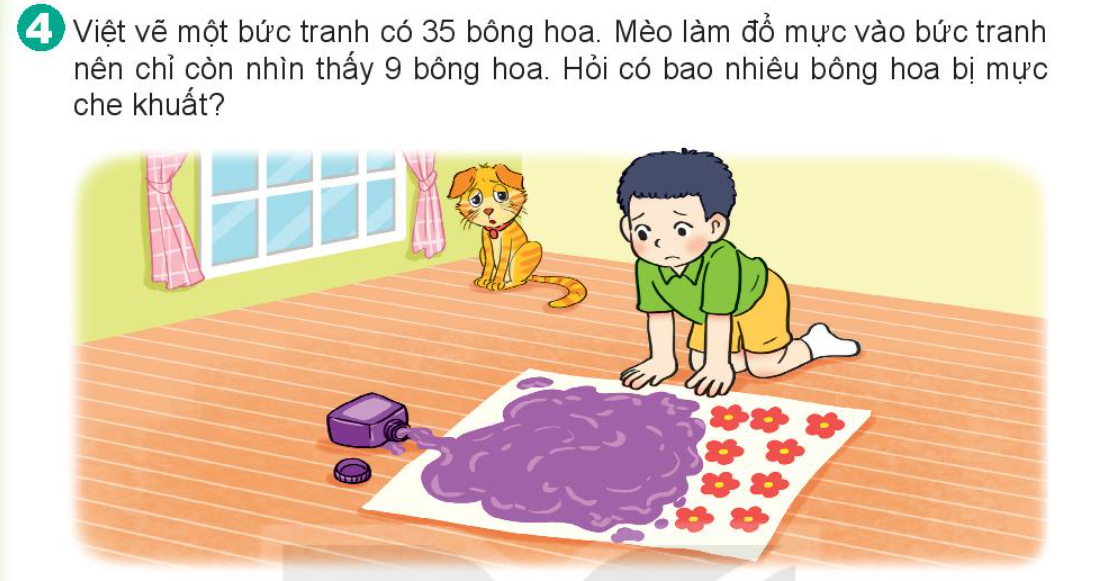 4 Việt vẽ một bức tranh có 35 bông hoa. Mèo làm đổ mực vào bức tranh
nên chỉ còn nhìn thấy 9 bông hoa. Hỏi có bao nhiêu bông hoa bị mực
che khuất?